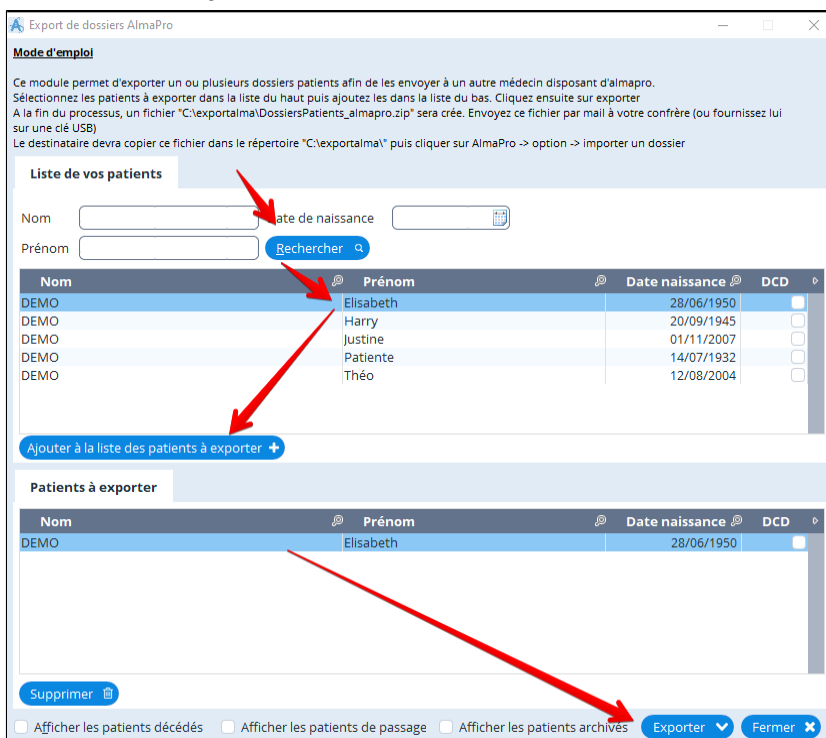 Export de dossiers AlmaPro
Mode d'emploi
Ce module permet d'exporter un ou plusieurs dossiers patients afin de les envoyer à un autre médecin disposant d'almapro.
Sélectionnez les patients à exporter dans la liste du haut puis ajoutez les dans la liste du bas. Cliquez ensuite sur exporter
A la fin du processus, un fichier "C:\exportalma\DossiersPatients_almapro.zip" sera crée. Envoyez ce fichier par mail à votre confrère (ou fournissez lui
sur une clé USB)
Le destinataire devra copier ce fichier dans le répertoire "C:\exportalma\" puis cliquer sur AlmaPro -> option -> importer un dossier
Liste de vos patients
Nom ate de naissance
Prénom Rechercher
Nom Prénom Date naissance DCD
DEMO Elisabeth 28/06/1950
DEMO Harry 20/09/1945
DEMO Justine 01/11/2007
DEMO Patiente 14/07/1932
DEMO Théo 12/08/2004
Ajouter à la liste des patients à exporter
Patients à exporter
Nom Prénom Date naissance DCD
DEMO Elisabeth 28/06/1950
Supprimer
Afficher les patients décédés Afficher les patients de passage Afficher les patients archivés Exporter Fermer